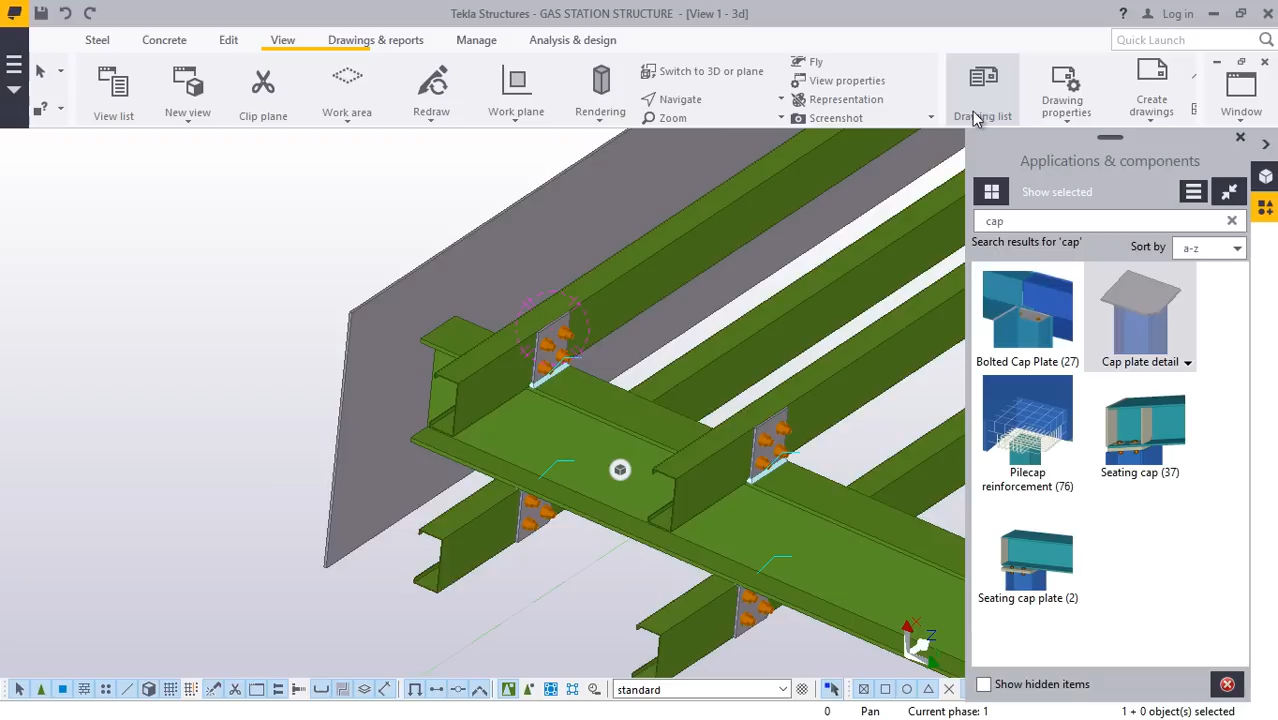 Tekla Structures - GAS STATION STRUCTURE - [View 1 - 3d]
Log in
Steel Concrete Edit View Drawings & reports Manage Analysis & design Quick Launch
View list
New view
Clip plane
Work area
Redraw
Work plane
Rendering
Switch to 3D or plane
Navigate
Zoom
Fly
View properties
Representation
Screenshot
Drawing list
Drawing
properties
Create
drawings
Window
Applications & components
Show selected
cap
Search results for 'cap'
Sort by a-z
Bolted Cap Plate (27)
Cap plate detail
Pilecap
reinforcement (76)
Seating cap (37)
Seating cap plate (2)
Z
Show hidden items
standard
0 Pan Current phase: 1 1 + 0 object(s) selected